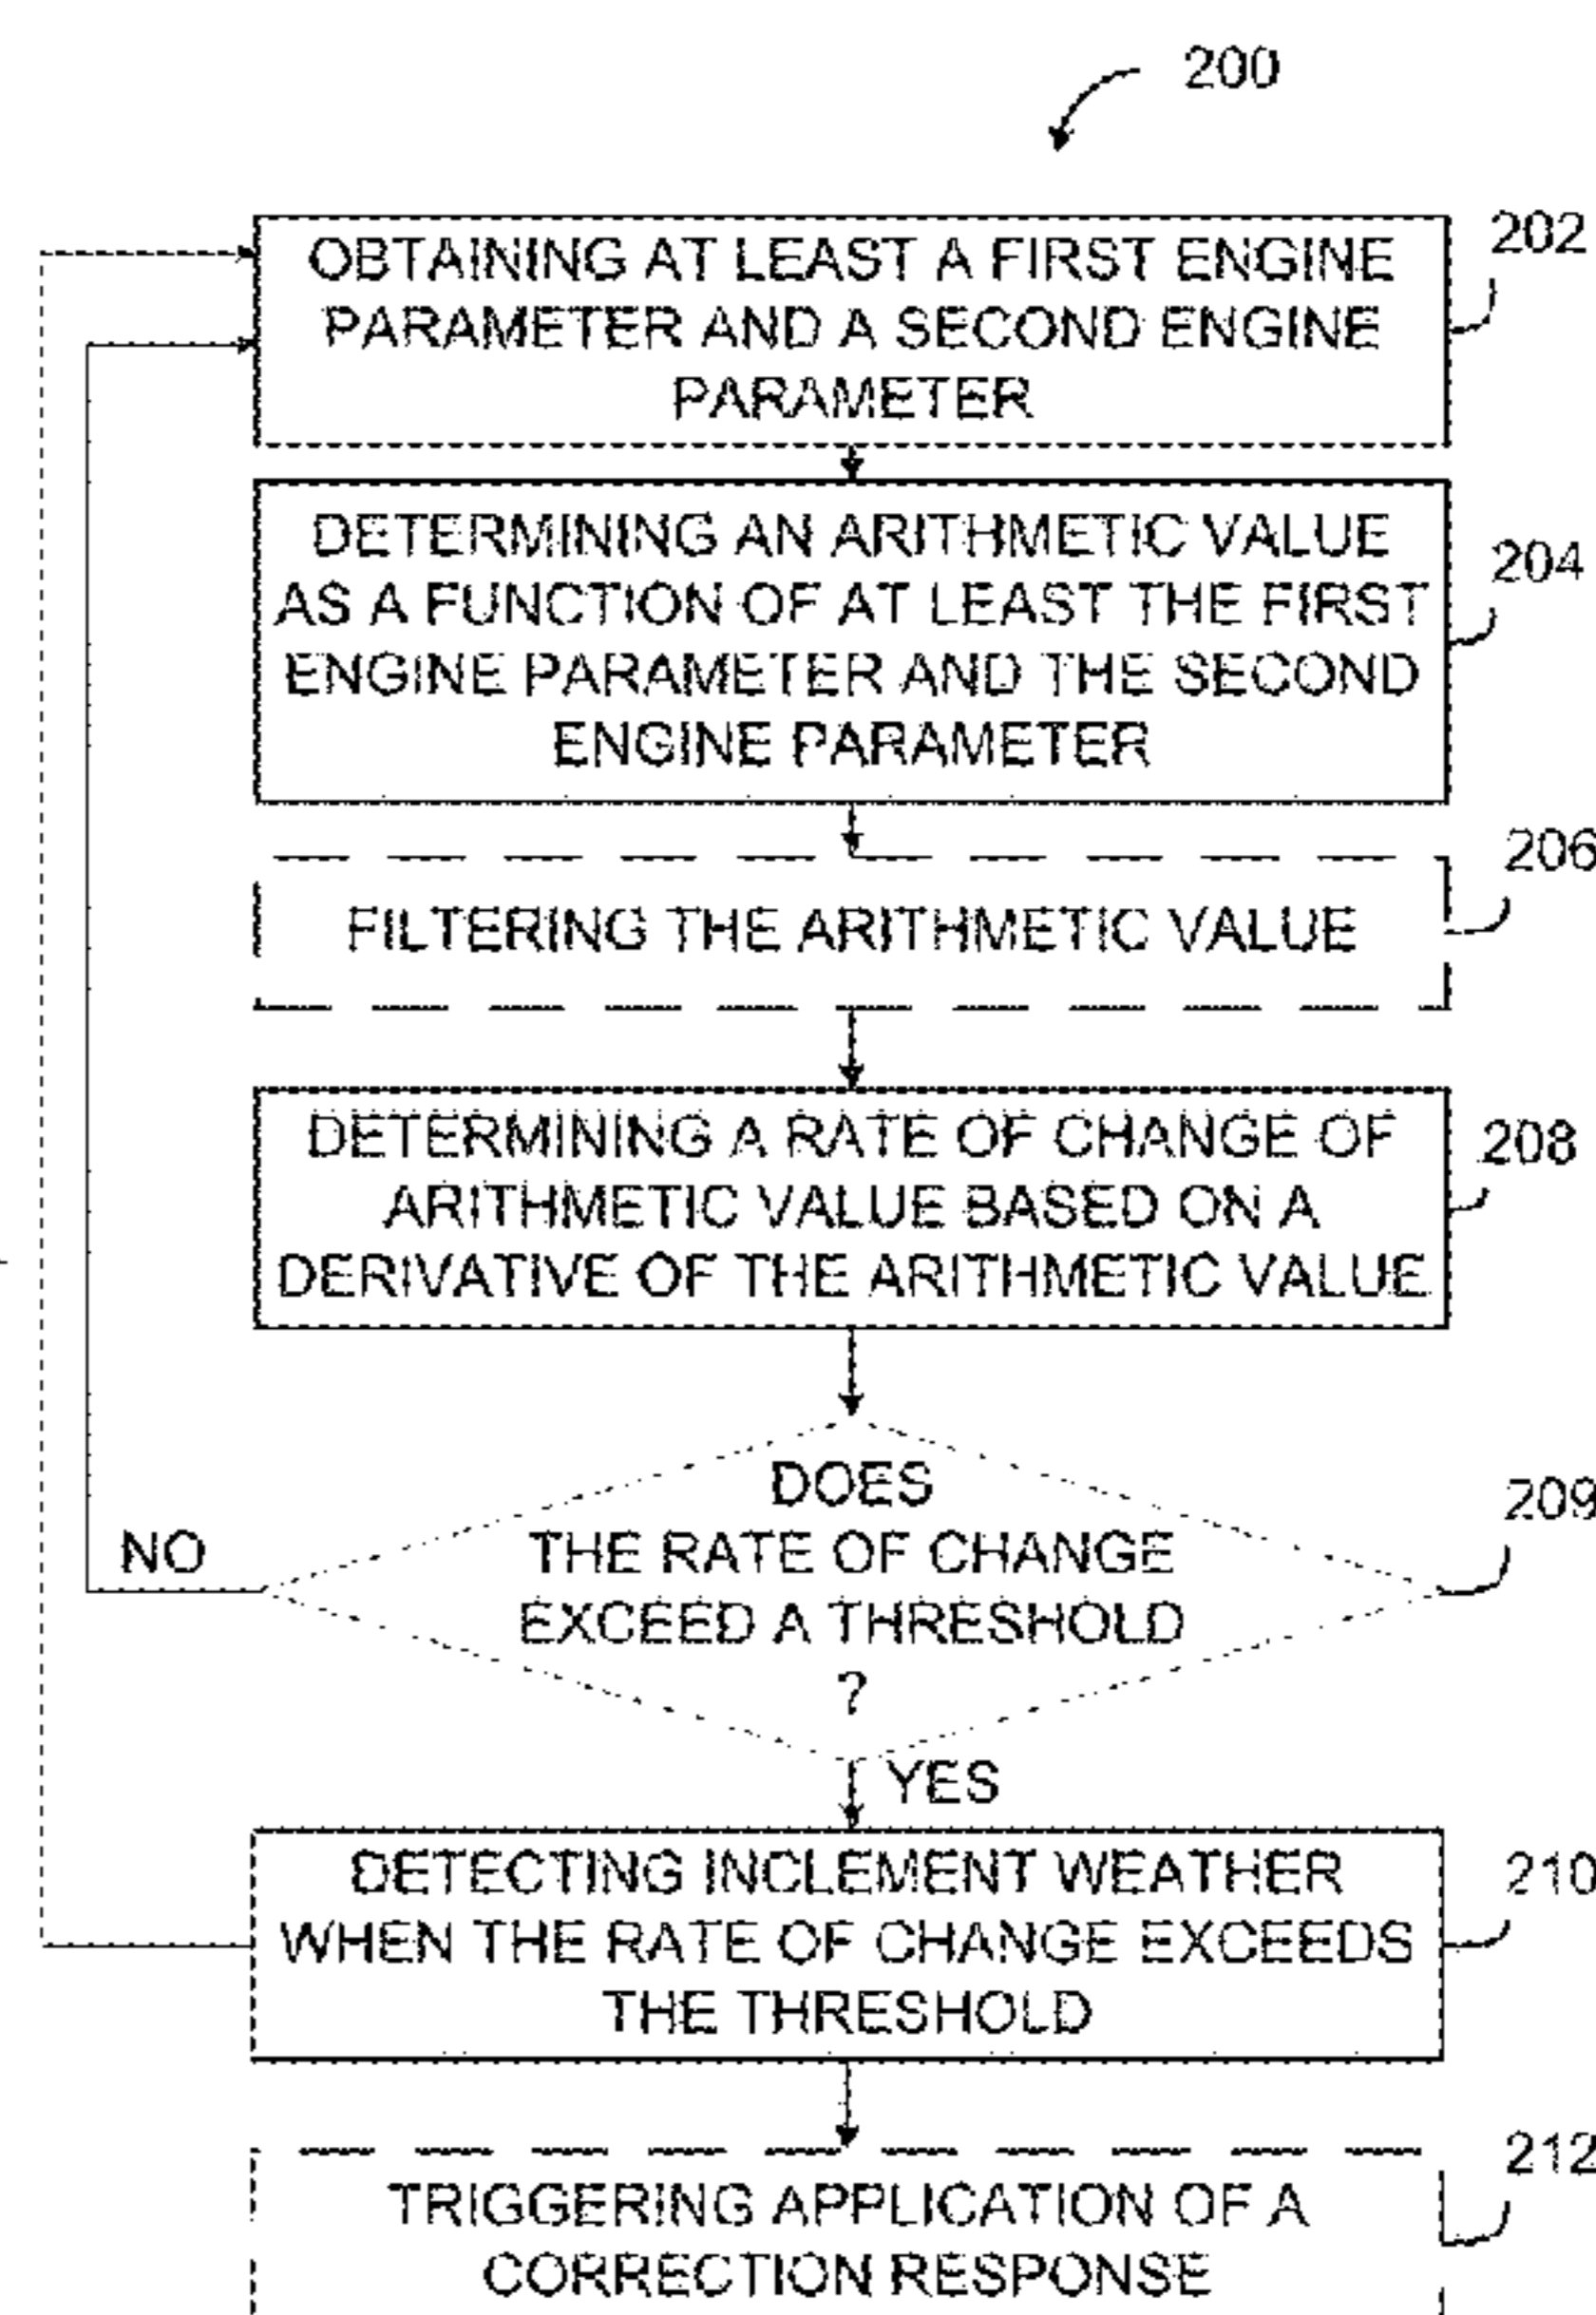 200
OBTAINING AT LEAST A FIRST ENGINE
PARAMETER AND A SECOND ENGINE
PARAMETER
202
DETERMINING AN ARITHMETIC VALUE
AS A FUNCTION OF AT LEAST THE FIRST
ENGINE PARAMETER AND THE SECOND
ENGINE PARAMETER
204
FILTERING THE ARITHMETIC VALUE
206
DETERMINING A RATE OF CHANGE OF
ARITHMETIC VALUE BASED ON A
DERIVATIVE OF THE ARITHMETIC VALUE
208
DOES
THE RATE OF CHANGE
EXCEED A THRESHOLD
?
209
NO
YES
DETECTING INCLEMENT WEATHER
WHEN THE RATE OF CHANGE EXCEEDS
THE THRESHOLD
210
TRIGGERING APPLICATION OF A
CORRECTION RESPONSE
212